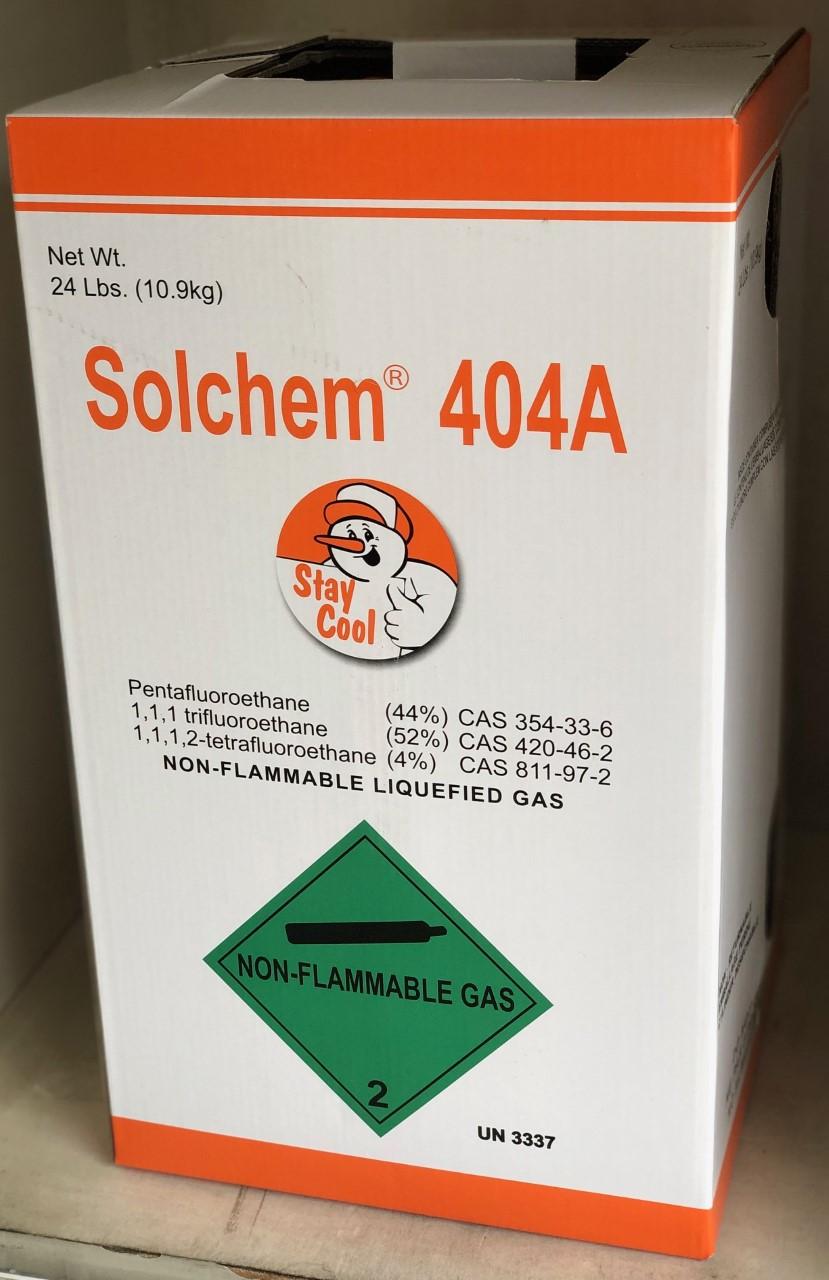 Net Wt.
24 Lbs. (10.9kg)
Solchem® 404A
Stay
Cool
Pentafluoroethane (44%) CAS 354-33-6
1,1,1 trifluoroethane (52%) CAS 420-46-2
1,1,1,2-tetrafluoroethane (4%) CAS 811-97-2
NON-FLAMMABLE LIQUEFIED GAS
NON-FLAMMABLE GAS
2
UN 3337